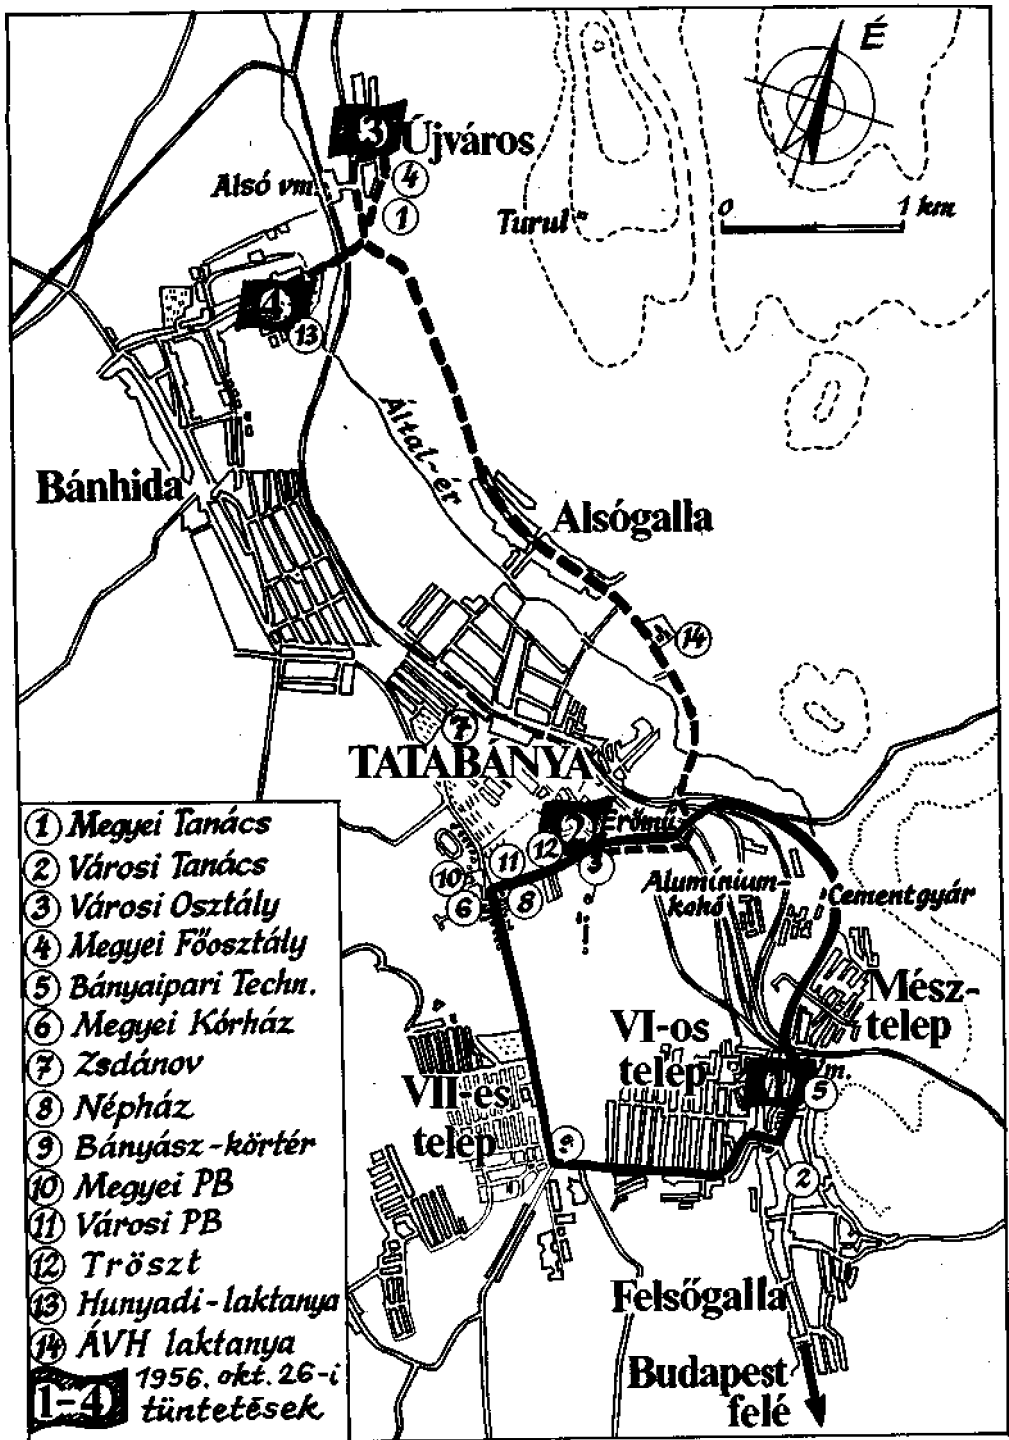 É
3 Újváros
4
Alsó vm.
1
Turul
0 1 km
4
13
Által-ér
Bánhida
Alsógalla
14
7
TATABÁNYA
2 Erőmű
12
11
10
6
8
Alumínium-
kohó
Cementgyár
Mész-
telep
VI-os
telep
VII-es
telep
1 vm.
5
2
Felsőgalla
Budapest
felé
1 Megyei Tanács
2 Városi Tanács
3 Városi Osztály
4 Megyei Főosztály
5 Bányaipari Techn.
6 Megyei Kórház
7 Zsdánov
8 Népház
9 Bányász-körtér
10 Megyei PB
11 Városi PB
12 Tröszt
13 Hunyadi-laktanya
14 ÁVH laktanya
1-4 1956. okt. 26-i
tüntetések